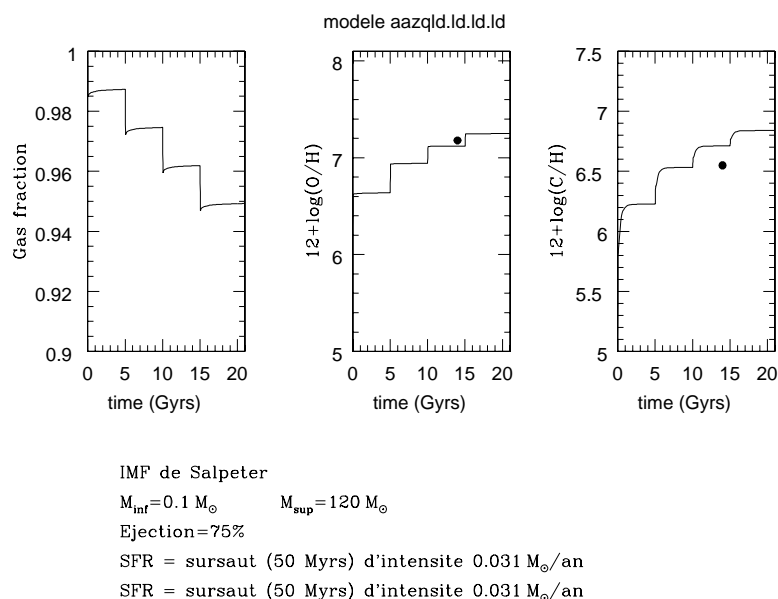 modele aazqld.ld.ld.ld
Gas fraction
1
0.98
0.96
0.94
0.92
0.9
0 5 10 15 20
time (Gyrs)
12+log(O/H)
8
7
6
5
0 5 10 15 20
time (Gyrs)
12+log(C/H)
7.5
7
6.5
6
5.5
5
0 5 10 15 20
time (Gyrs)
IMF de Salpeter
M_inf=0.1 M_⊙ M_sup=120 M_⊙
Ejection=75%
SFR = sursaut (50 Myrs) d'intensite 0.031 M_⊙/an
SFR = sursaut (50 Myrs) d'intensite 0.031 M_⊙/an